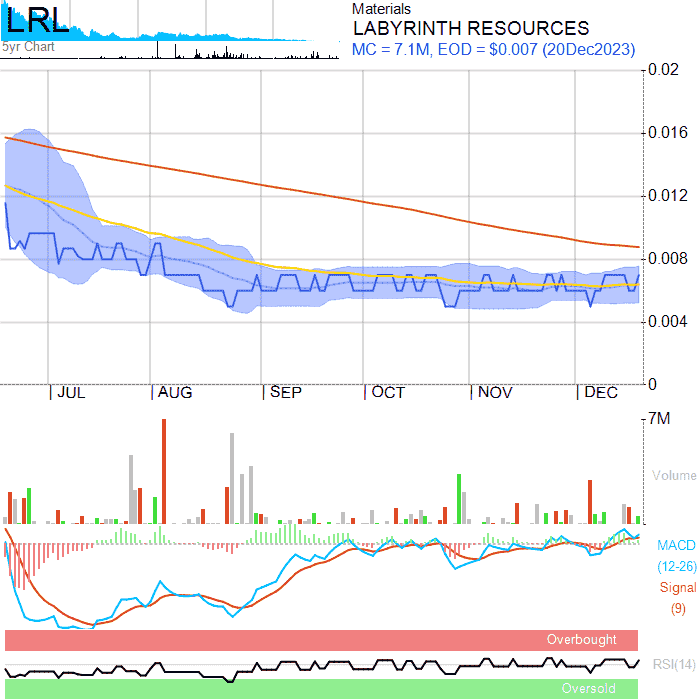 LRL
5yr Chart
Materials
LABYRINTH RESOURCES
MC = 7.1M, EOD = $0.007 (20Dec2023)
0.02
0.016
0.012
0.008
0.004
0
JUL AUG SEP OCT NOV DEC
7M
Volume
MACD
(12-26)
Signal
(9)
Overbought
RSI(14)
Oversold